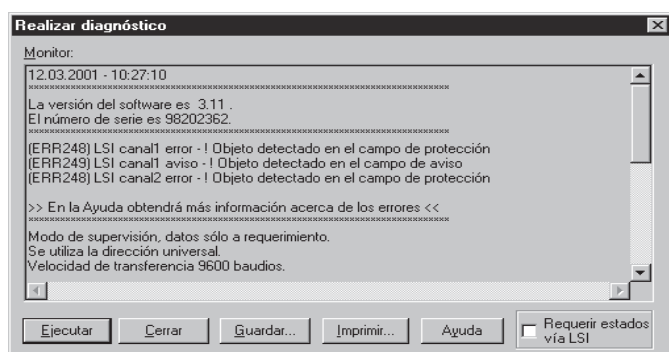 Realizar diagnóstico
Monitor:
12.03.2001 - 10:27:10
******************************************************************************************
La versión del software es 3.11 .
El número de serie es 98202362.
******************************************************************************************
(ERR248) LSI canal1 error - ! Objeto detectado en el campo de protección
(ERR249) LSI canal1 aviso - ! Objeto detectado en el campo de aviso
(ERR248) LSI canal2 error - ! Objeto detectado en el campo de protección
>> En la Ayuda obtendrá más información acerca de los errores <<
******************************************************************************************
Modo de supervisión, datos sólo a requerimiento.
Se utiliza la dirección universal.
Velocidad de transferencia 9600 baudios.
Ejecutar Cerrar Guardar... Imprimir... Ayuda Requerir estados
vía LSI